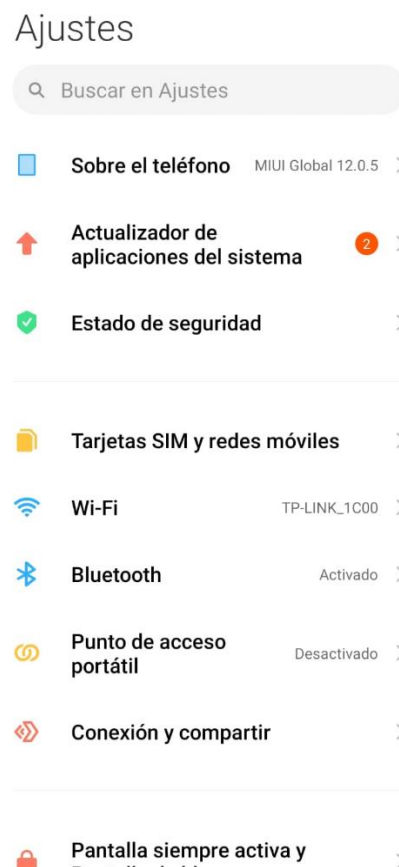 Ajustes
Buscar en Ajustes
Sobre el teléfono MIUI Global 12.0.5
Actualizador de
aplicaciones del sistema 2
Estado de seguridad
Tarjetas SIM y redes móviles
Wi-Fi TP-LINK_1C00
Bluetooth Activado
Punto de acceso
portátil Desactivado
Conexión y compartir
Pantalla siempre activa y